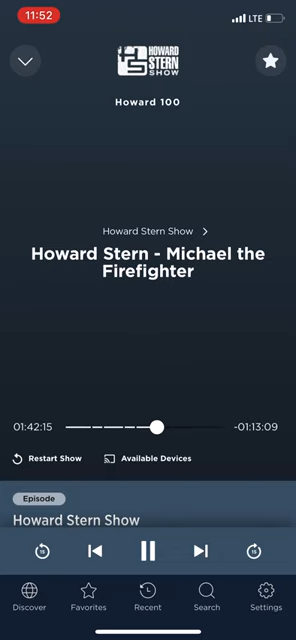 11:52
LTE
HOWARD
STERN
SHOW
Howard 100
Howard Stern Show
Howard Stern - Michael the
Firefighter
01:42:15
-01:13:09
Restart Show
Available Devices
Episode
Howard Stern Show
15
15
Discover
Favorites
Recent
Search
Settings